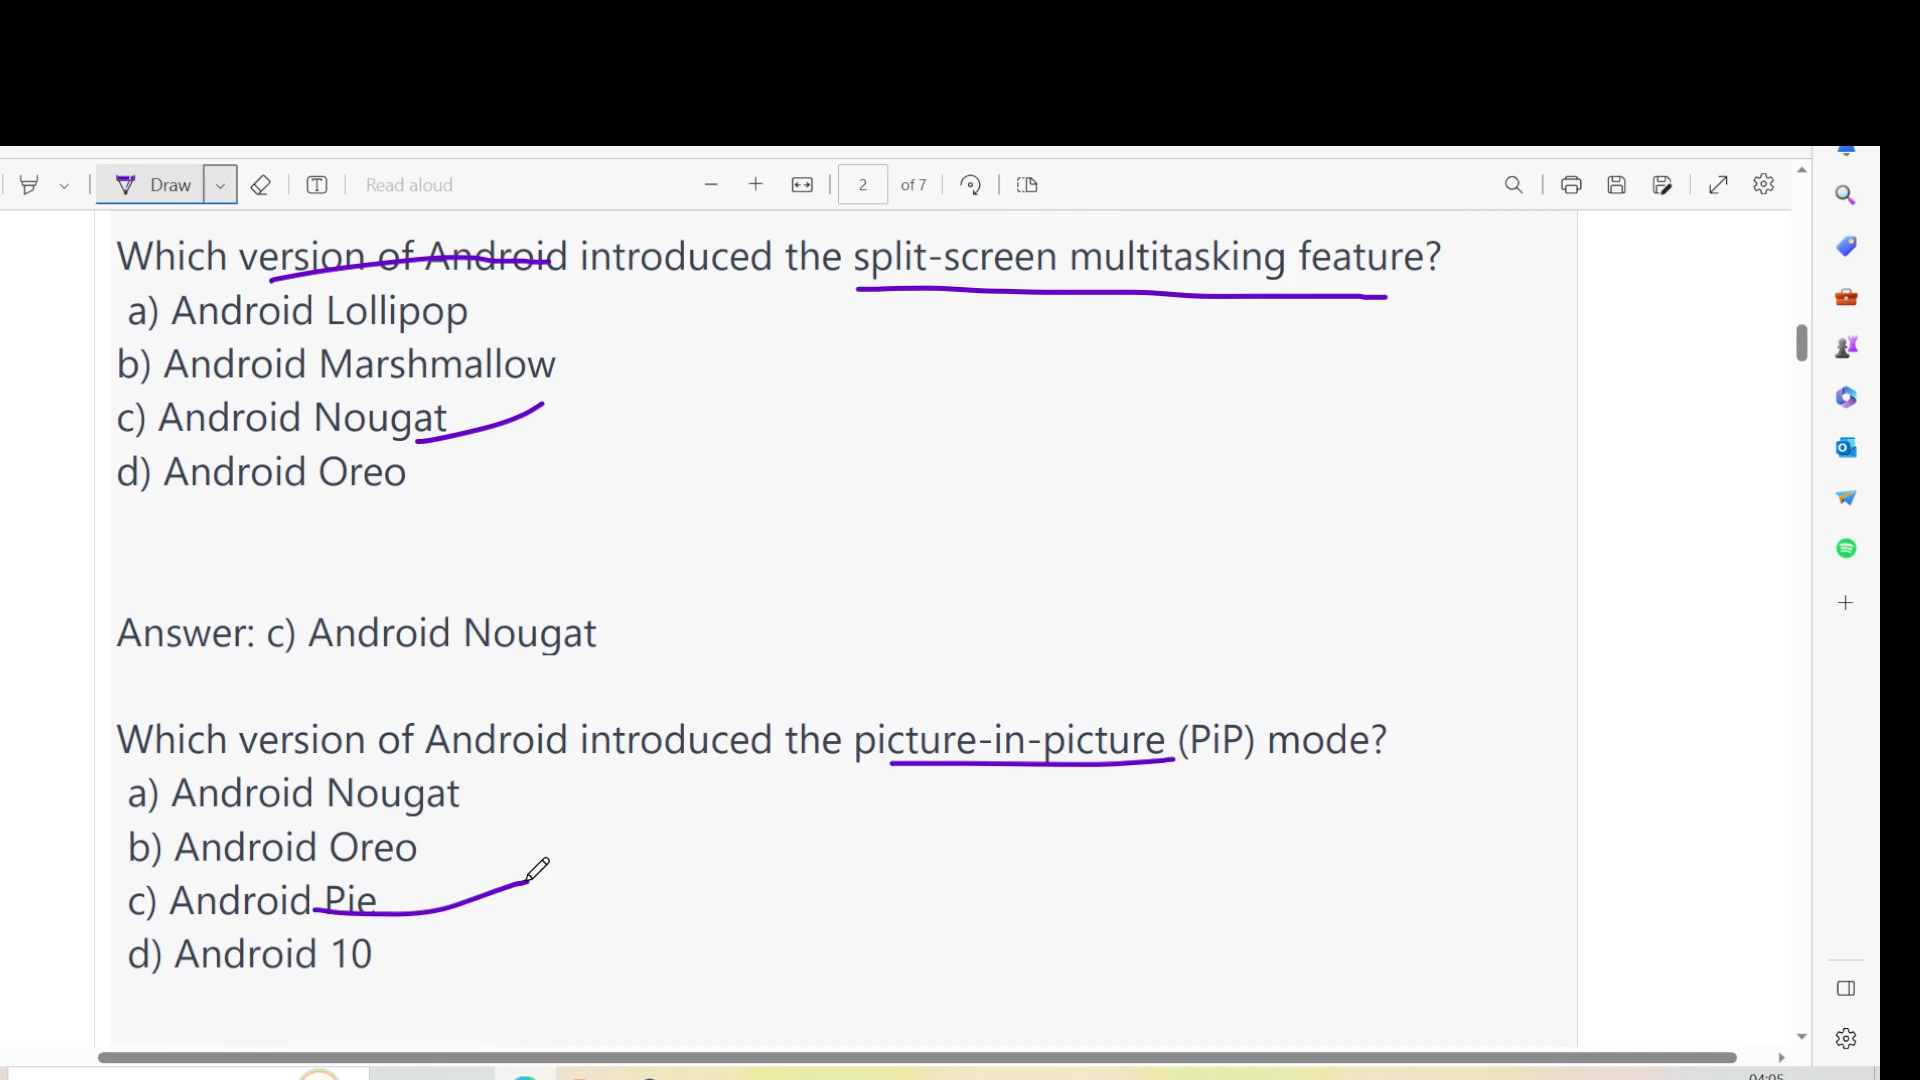 Draw
Read aloud
2 of 7
Which version of Android introduced the split-screen multitasking feature?
a) Android Lollipop
b) Android Marshmallow
c) Android Nougat
d) Android Oreo
Answer: c) Android Nougat
Which version of Android introduced the picture-in-picture (PiP) mode?
a) Android Nougat
b) Android Oreo
c) Android Pie
d) Android 10